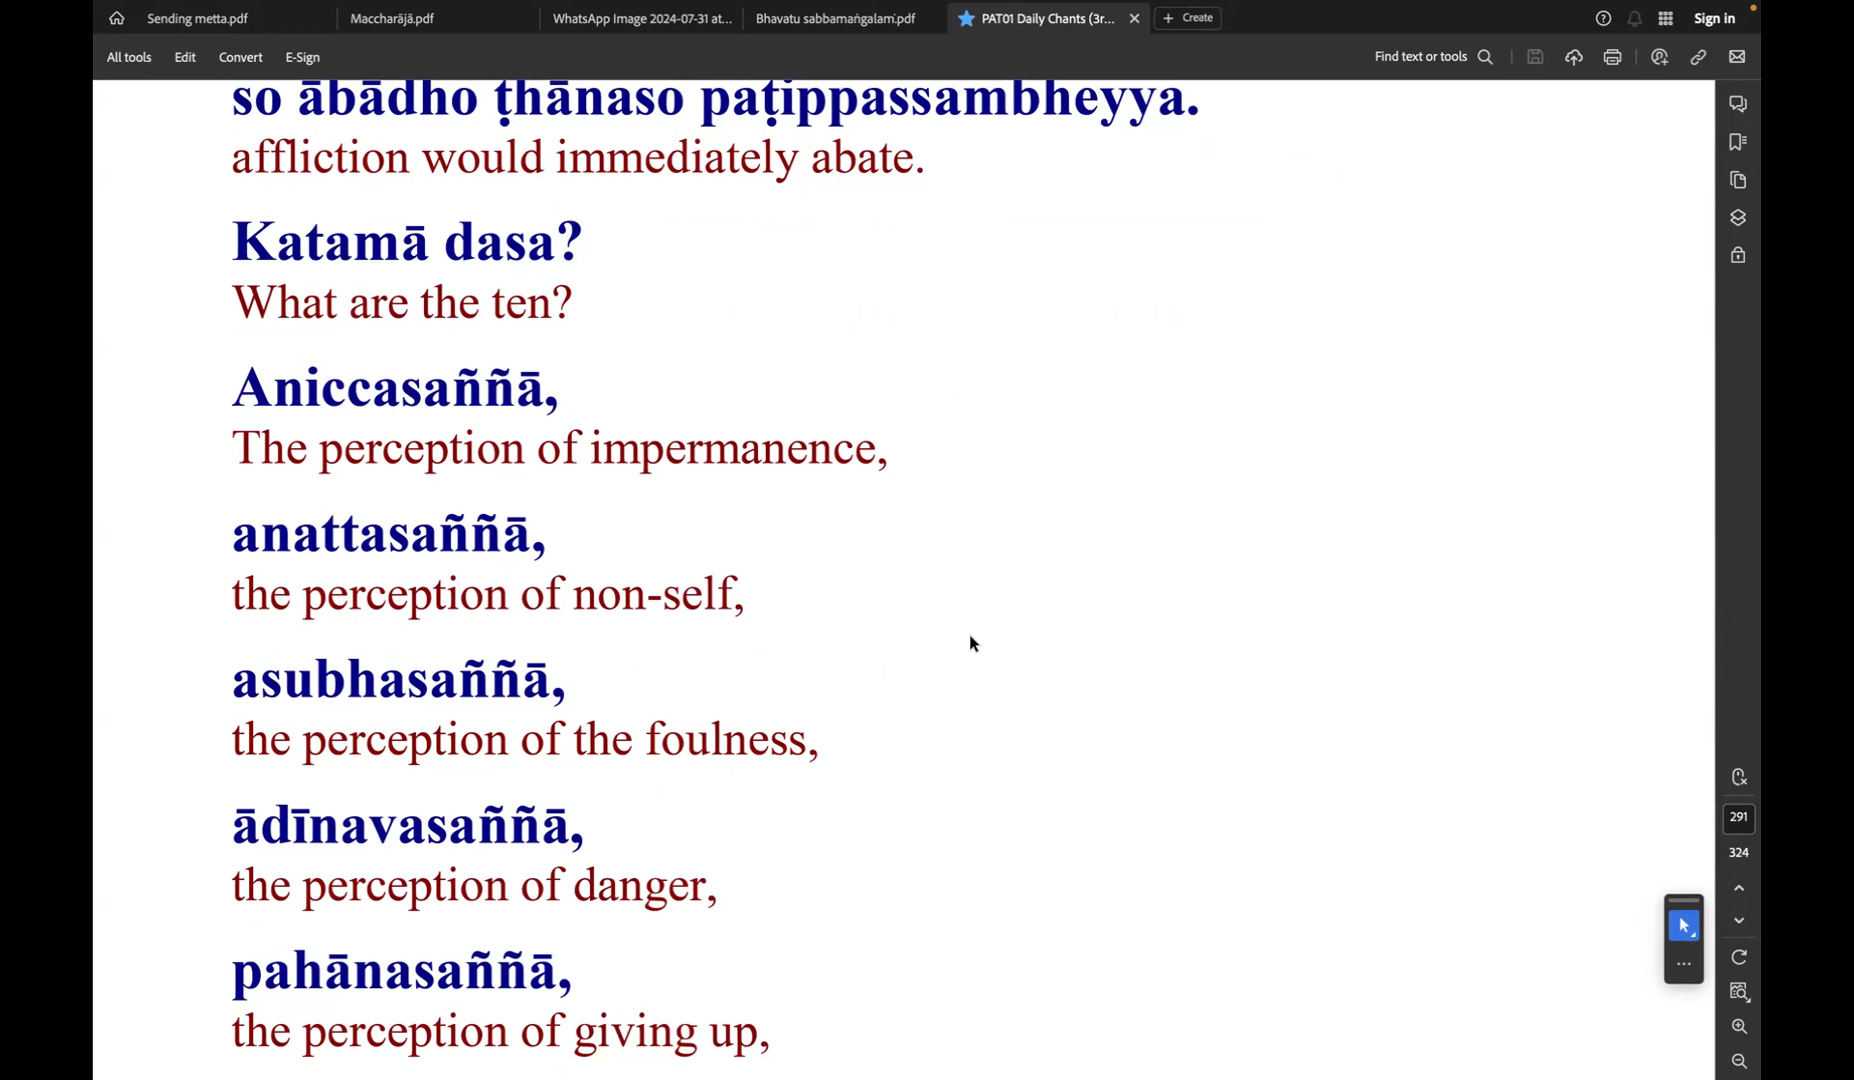 Sending metta.pdf
Maccharājā.pdf
WhatsApp Image 2024-07-31 at...
Bhavatu sabbamaṅgalaṁ.pdf
PAT01 Daily Chants (3r...
Create
Sign in
All tools
Edit
Convert
E-Sign
Find text or tools
so ābādho ṭhānaso paṭippassambheyya.
affliction would immediately abate.
Katamā dasa?
What are the ten?
Aniccasaññā,
The perception of impermanence,
anattasaññā,
the perception of non-self,
asubhasaññā,
the perception of the foulness,
ādīnavasaññā,
the perception of danger,
pahānasaññā,
the perception of giving up,
291
324